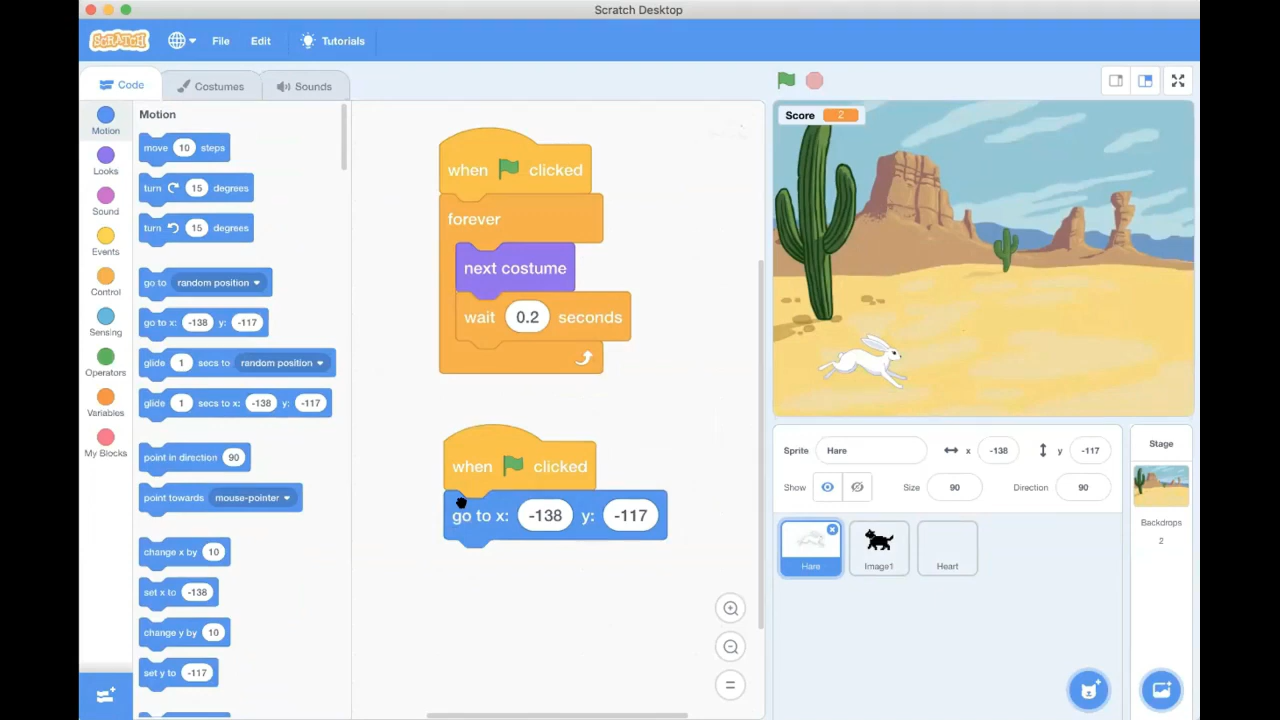 Scratch Desktop
SCRATCH
File
Edit
Tutorials
Code
Costumes
Sounds
Motion
Looks
Sound
Events
Control
Sensing
Operators
Variables
My Blocks
Motion
move 10 steps
turn 15 degrees
turn 15 degrees
go to random position
go to x: -138 y: -117
glide 1 secs to random position
glide 1 secs to x: -138 y: -117
point in direction 90
point towards mouse-pointer
change x by 10
set x to -138
change y by 10
set y to -117
when clicked
forever
next costume
wait 0.2 seconds
when clicked
go to x: -138 y: -117
Score 2
Sprite Hare x -138 y -117
Show Size 90 Direction 90
Hare
Image1
Heart
Stage
Backdrops
2